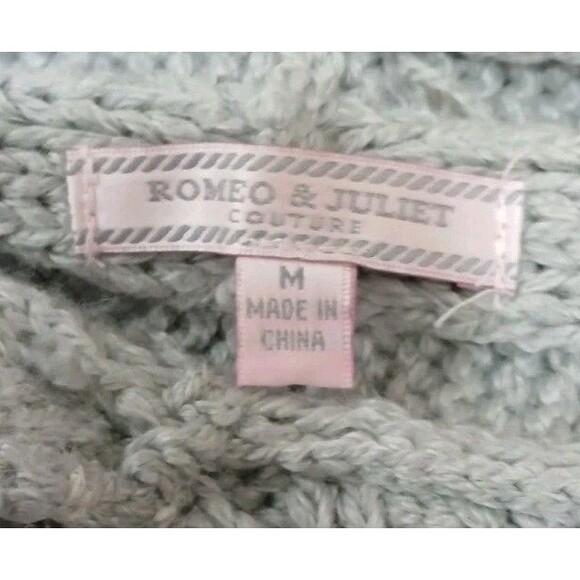 ROMEO & JULIET
COUTURE
M
MADE IN
CHINA